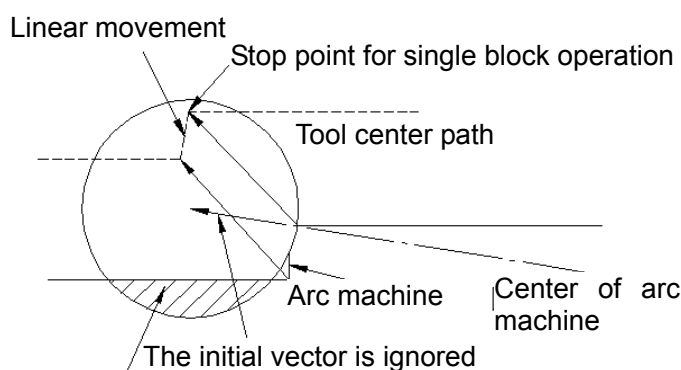 Linear movement
Stop point for single block operation
Tool center path
Arc machine
Center of arc
machine
The initial vector is ignored